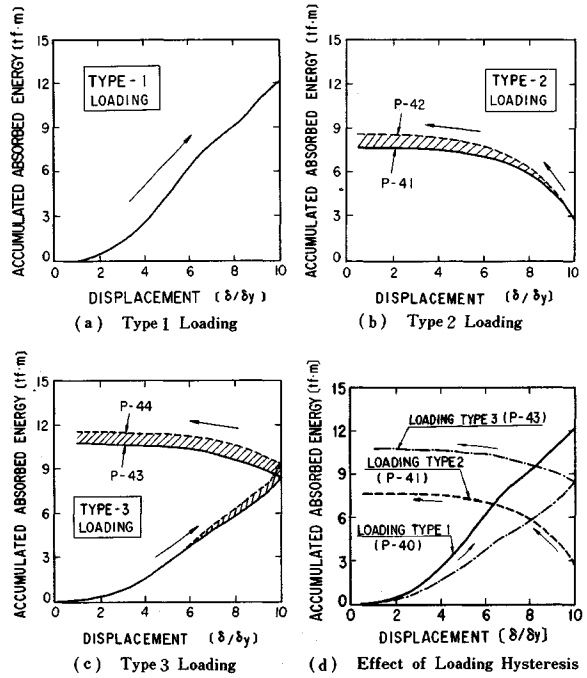 ACCUMULATED ABSORBED ENERGY (tf·m)
15
12
9
6
3
0
TYPE-1
LOADING
0 2 4 6 8 10
DISPLACEMENT (δ/δy)
(a) Type 1 Loading
ACCUMULATED ABSORBED ENERGY (tf·m)
15
12
9
6
3
0
TYPE-2
LOADING
P-42
P-41
0 2 4 6 8 10
DISPLACEMENT (δ/δy)
(b) Type 2 Loading
ACCUMULATED ABSORBED ENERGY (tf·m)
15
12
9
6
3
0
P-44
P-43
TYPE-3
LOADING
0 2 4 6 8 10
DISPLACEMENT (δ/δy)
(c) Type 3 Loading
ACCUMULATED ABSORBED ENERGY (tf·m)
15
12
9
6
3
0
LOADING TYPE 3 (P-43)
LOADING TYPE 2
(P-41)
LOADING TYPE 1
(P-40)
0 2 4 6 8 10
DISPLACEMENT [δ/δy]
(d) Effect of Loading Hysteresis